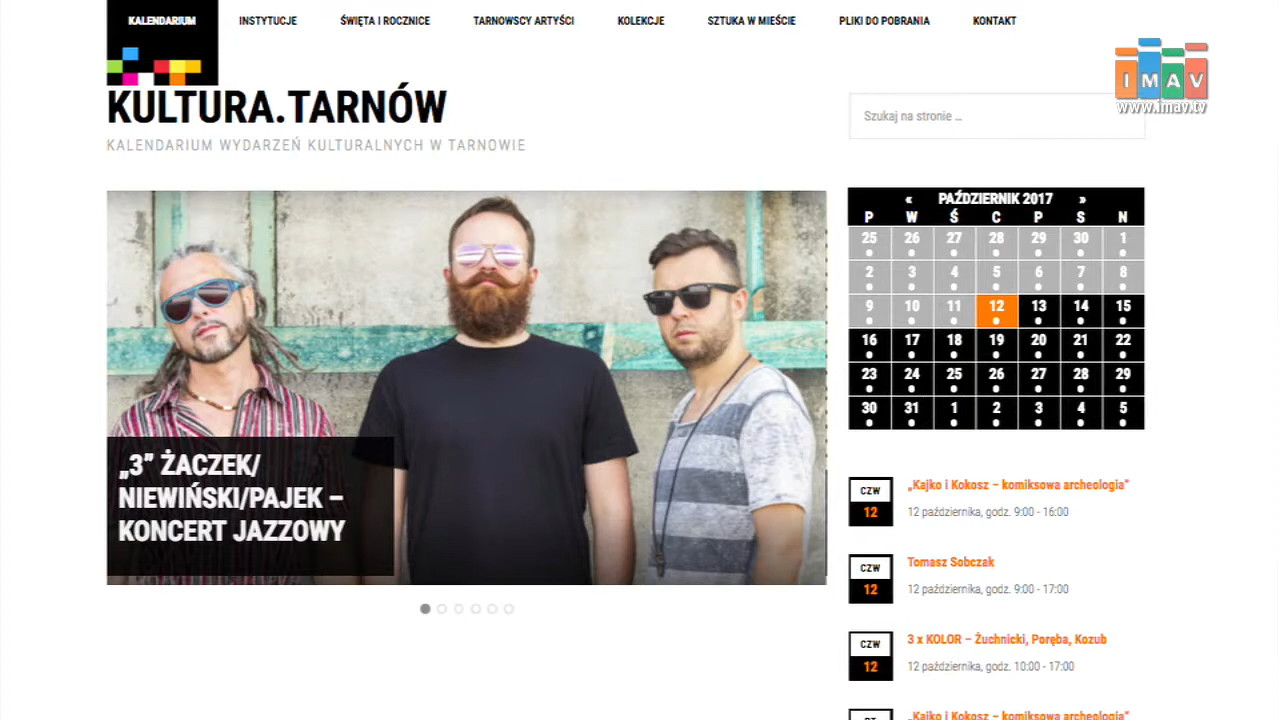 KALENDARIUM INSTYTUCJE ŚWIĘTA I ROCZNICE TARNOWSCY ARTYŚCI KOLEKCJE SZTUKA W MIEŚCIE PLIKI DO POBRANIA KONTAKT
IMAV
www.imav.tv
KULTURA.TARNÓW
KALENDARIUM WYDARZEŃ KULTURALNYCH W TARNOWIE
Szukaj na stronie ...
„3” ŻACZEK/
NIEWIŃSKI/PAJEK –
KONCERT JAZZOWY
« PAŹDZIERNIK 2017 »
P W Ś C P S N
25 26 27 28 29 30 1
2 3 4 5 6 7 8
9 10 11 12 13 14 15
16 17 18 19 20 21 22
23 24 25 26 27 28 29
30 31 1 2 3 4 5
CZW
12
„Kajko i Kokosz – komiksowa archeologia”
12 października, godz. 9:00 - 16:00
CZW
12
Tomasz Sobczak
12 października, godz. 9:00 - 17:00
CZW
12
3 x KOLOR – Żuchnicki, Poręba, Kozub
12 października, godz. 10:00 - 17:00
„Kajko i Kokosz – komiksowa archeologia”